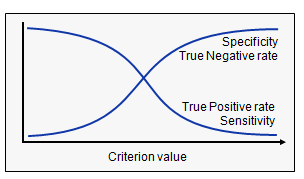 Specificity
True Negative rate
True Positive rate
Sensitivity
Criterion value